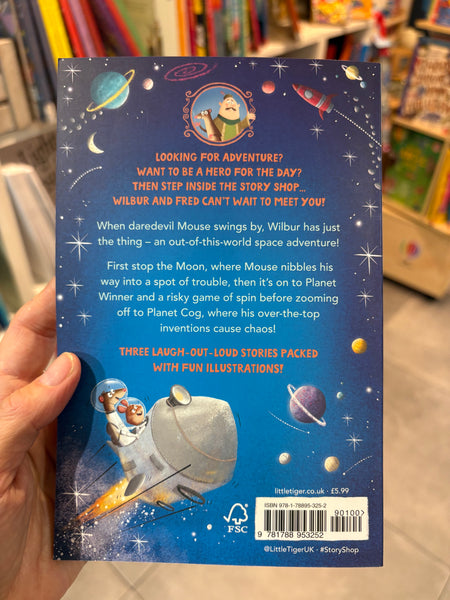 LOOKING FOR ADVENTURE?
WANT TO BE A HERO FOR THE DAY?
THEN STEP INSIDE THE STORY SHOP...
WILBUR AND FRED CAN'T WAIT TO MEET YOU!
When daredevil Mouse swings by, Wilbur has just
the thing – an out-of-this-world space adventure!
First stop the Moon, where Mouse nibbles his
way into a spot of trouble, then it's on to Planet
Winner and a risky game of spin before zooming
off to Planet Cog, where his over-the-top
inventions cause chaos!
THREE LAUGH-OUT-LOUD STORIES PACKED
WITH FUN ILLUSTRATIONS!
littletiger.co.uk · £5.99
ISBN 978-1-78895-325-2
90100
9 781788 953252
FSC
@LittleTigerUK · #StoryShop